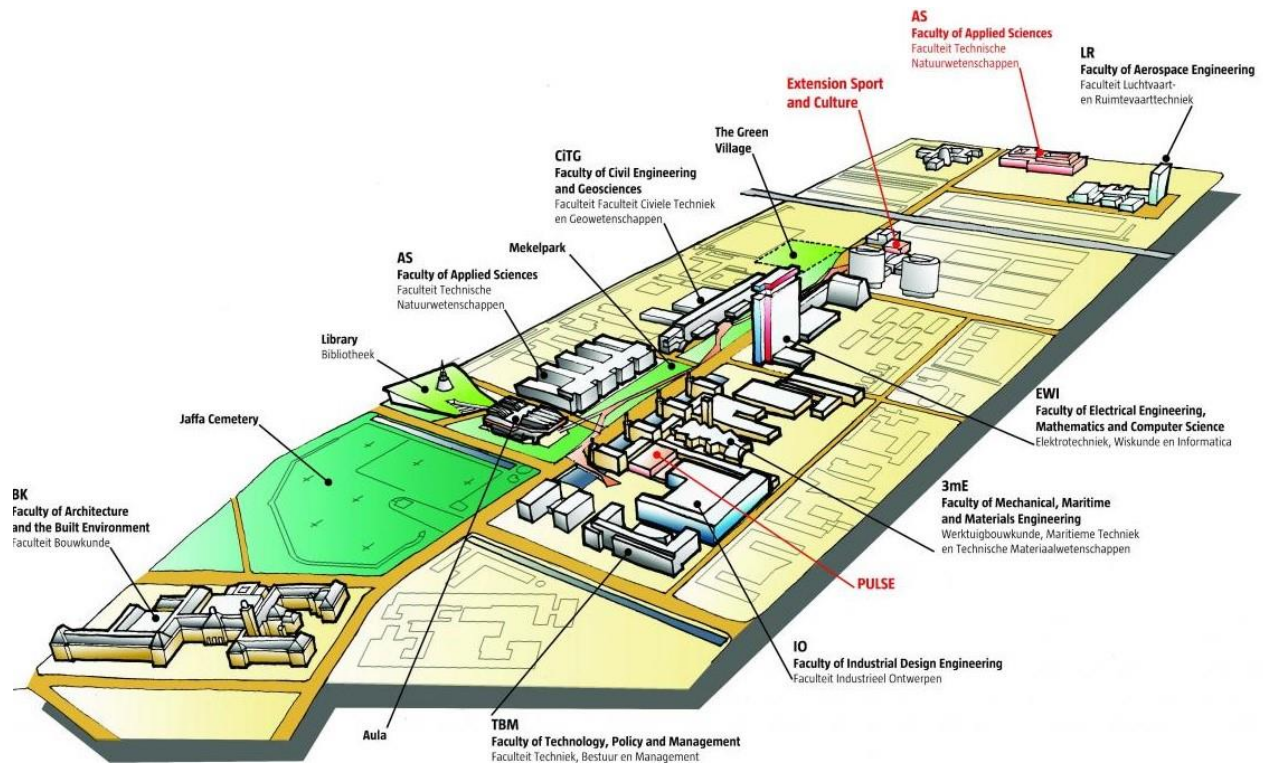 AS
Faculty of Applied Sciences
Faculteit Technische
Natuurwetenschappen
LR
Faculty of Aerospace Engineering
Faculteit Luchtvaart-
en Ruimtevaarttechniek
Extension Sport
and Culture
The Green
Village
CiTG
Faculty of Civil Engineering
and Geosciences
Faculteit Faculteit Civiele Techniek
en Geowetenschappen
Mekelpark
AS
Faculty of Applied Sciences
Faculteit Technische
Natuurwetenschappen
Library
Bibliotheek
Jaffa Cemetery
BK
Faculty of Architecture
and the Built Environment
Faculteit Bouwkunde
EWI
Faculty of Electrical Engineering,
Mathematics and Computer Science
Elektrotechniek, Wiskunde en Informatica
3mE
Faculty of Mechanical, Maritime
and Materials Engineering
Werktuigbouwkunde, Maritieme Techniek
en Technische Materiaalwetenschappen
PULSE
IO
Faculty of Industrial Design Engineering
Faculteit Industrieel Ontwerpen
Aula
TBM
Faculty of Technology, Policy and Management
Faculteit Techniek, Bestuur en Management